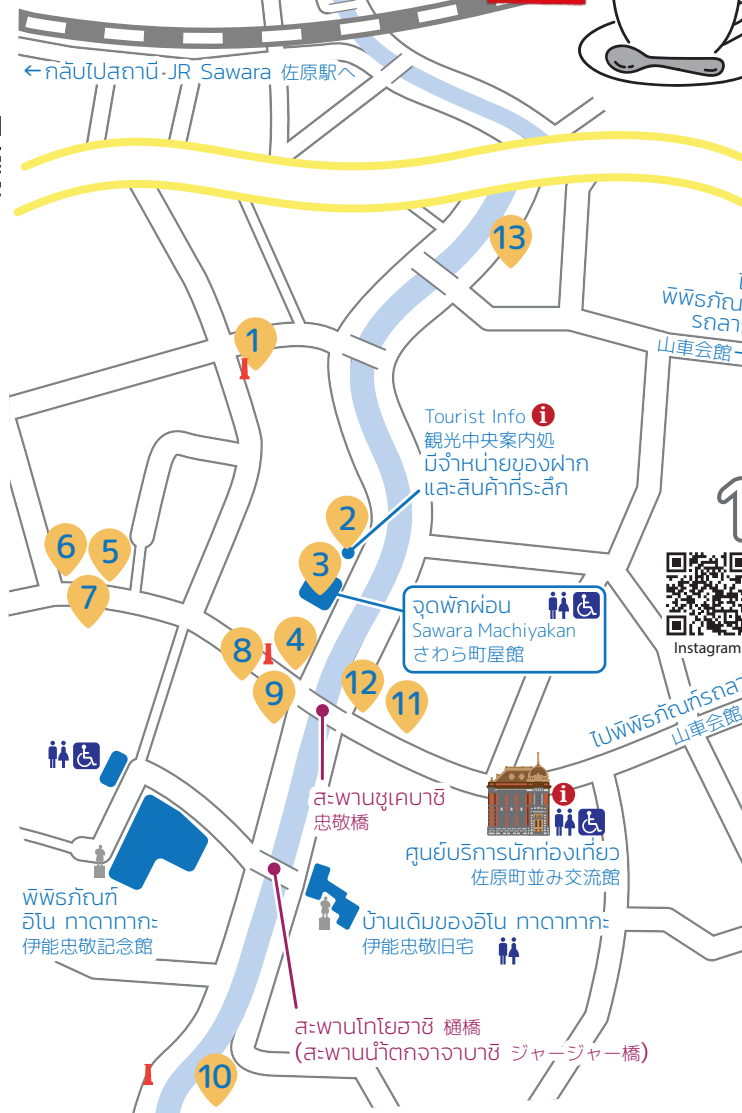 ←กลับไปสถานี JR Sawara 佐原駅へ
13
พิพิธภัณ
รถลา
山車会館
1
Tourist Info i
観光中央案内処
มีจำหน่ายของฝาก
และสินค้าที่ระลึก
2
6
5
3
7
จุดพักผ่อน
Sawara Machiyakan
さわら町屋館
Instagram
8
4
9
12
11
ไปพิพิธภัณฑ์รถลา
山車会館
สะพานชูเคบาชิ
忠敬橋
i
ศูนย์บริการนักท่องเที่ยว
佐原町並み交流館
พิพิธภัณฑ์
อิโน ทาดาทากะ
伊能忠敬記念館
บ้านเดิมของอิโน ทาดาทากะ
伊能忠敬旧宅
สะพานโทโยฮาชิ 樋橋
(สะพานน้ำตกจาจาบาชิ ジャージャー橋)
10